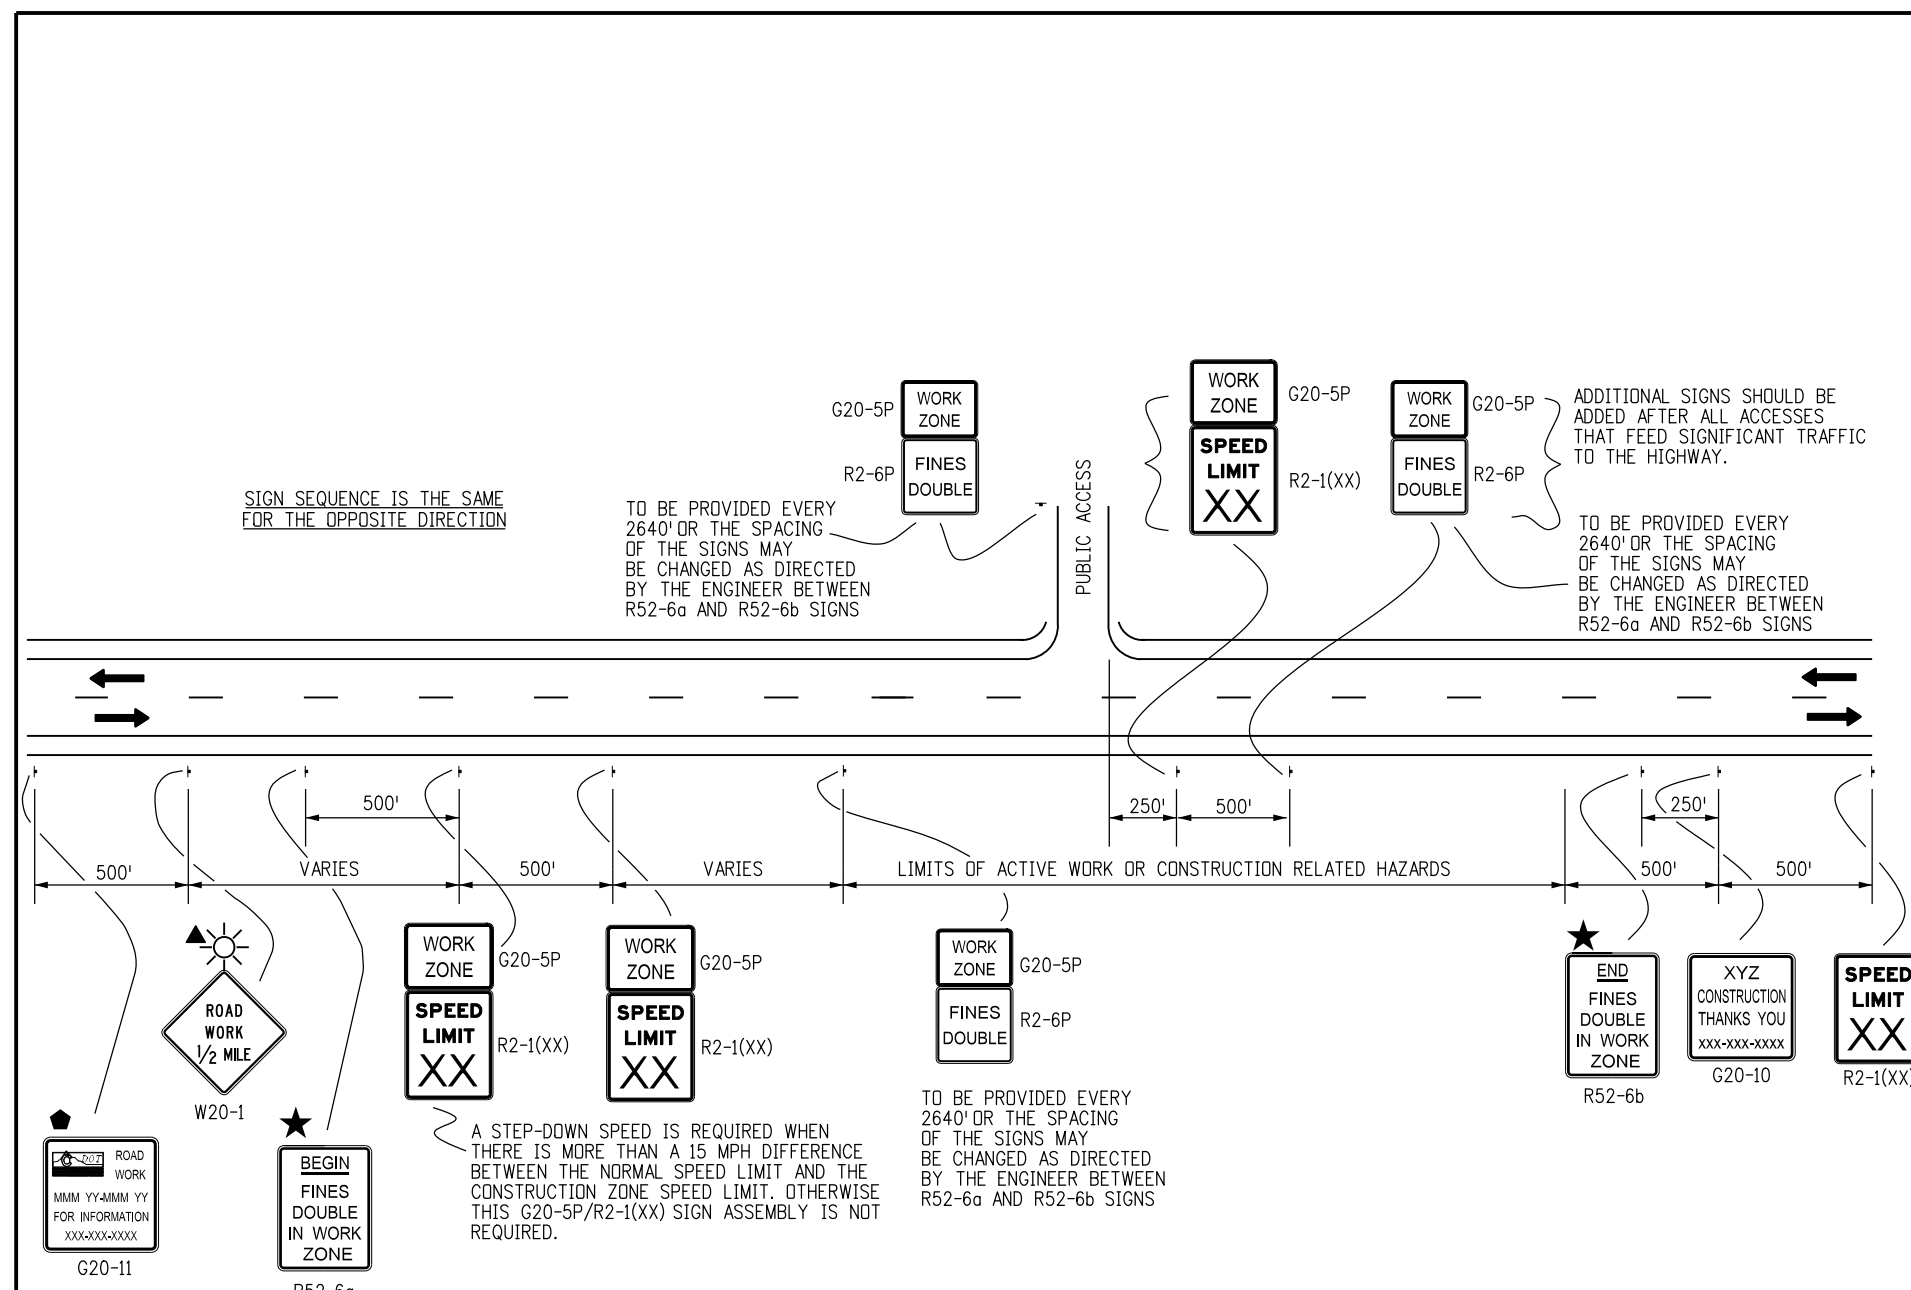 WORK
ZONE
G20-5P
FINES
DOUBLE
R2-6P
WORK
ZONE
G20-5P
SPEED
LIMIT
XX
R2-1(XX)
WORK
ZONE
G20-5P
FINES
DOUBLE
R2-6P
ADDITIONAL SIGNS SHOULD BE
ADDED AFTER ALL ACCESSES
THAT FEED SIGNIFICANT TRAFFIC
TO THE HIGHWAY.
SIGN SEQUENCE IS THE SAME
FOR THE OPPOSITE DIRECTION
TO BE PROVIDED EVERY
2640' OR THE SPACING
OF THE SIGNS MAY
BE CHANGED AS DIRECTED
BY THE ENGINEER BETWEEN
R52-6a AND R52-6b SIGNS
PUBLIC ACCESS
TO BE PROVIDED EVERY
2640' OR THE SPACING
OF THE SIGNS MAY
BE CHANGED AS DIRECTED
BY THE ENGINEER BETWEEN
R52-6a AND R52-6b SIGNS
500'
250'
500'
250'
500'
VARIES
500'
VARIES
LIMITS OF ACTIVE WORK OR CONSTRUCTION RELATED HAZARDS
500'
500'
ROAD
WORK
1/2 MILE
W20-1
WORK
ZONE
G20-5P
SPEED
LIMIT
XX
R2-1(XX)
WORK
ZONE
G20-5P
SPEED
LIMIT
XX
R2-1(XX)
WORK
ZONE
G20-5P
FINES
DOUBLE
R2-6P
END
FINES
DOUBLE
IN WORK
ZONE
R52-6b
XYZ
CONSTRUCTION
THANKS YOU
XXX-XXX-XXXX
G20-10
SPEED
LIMIT
XX
R2-1(XX)
DOT
ROAD
WORK
MMM YY-MMM YY
FOR INFORMATION
XXX-XXX-XXXX
G20-11
BEGIN
FINES
DOUBLE
IN WORK
ZONE
R52-6a
A STEP-DOWN SPEED IS REQUIRED WHEN
THERE IS MORE THAN A 15 MPH DIFFERENCE
BETWEEN THE NORMAL SPEED LIMIT AND THE
CONSTRUCTION ZONE SPEED LIMIT. OTHERWISE
THIS G20-5P/R2-1(XX) SIGN ASSEMBLY IS NOT
REQUIRED.
TO BE PROVIDED EVERY
2640' OR THE SPACING
OF THE SIGNS MAY
BE CHANGED AS DIRECTED
BY THE ENGINEER BETWEEN
R52-6a AND R52-6b SIGNS